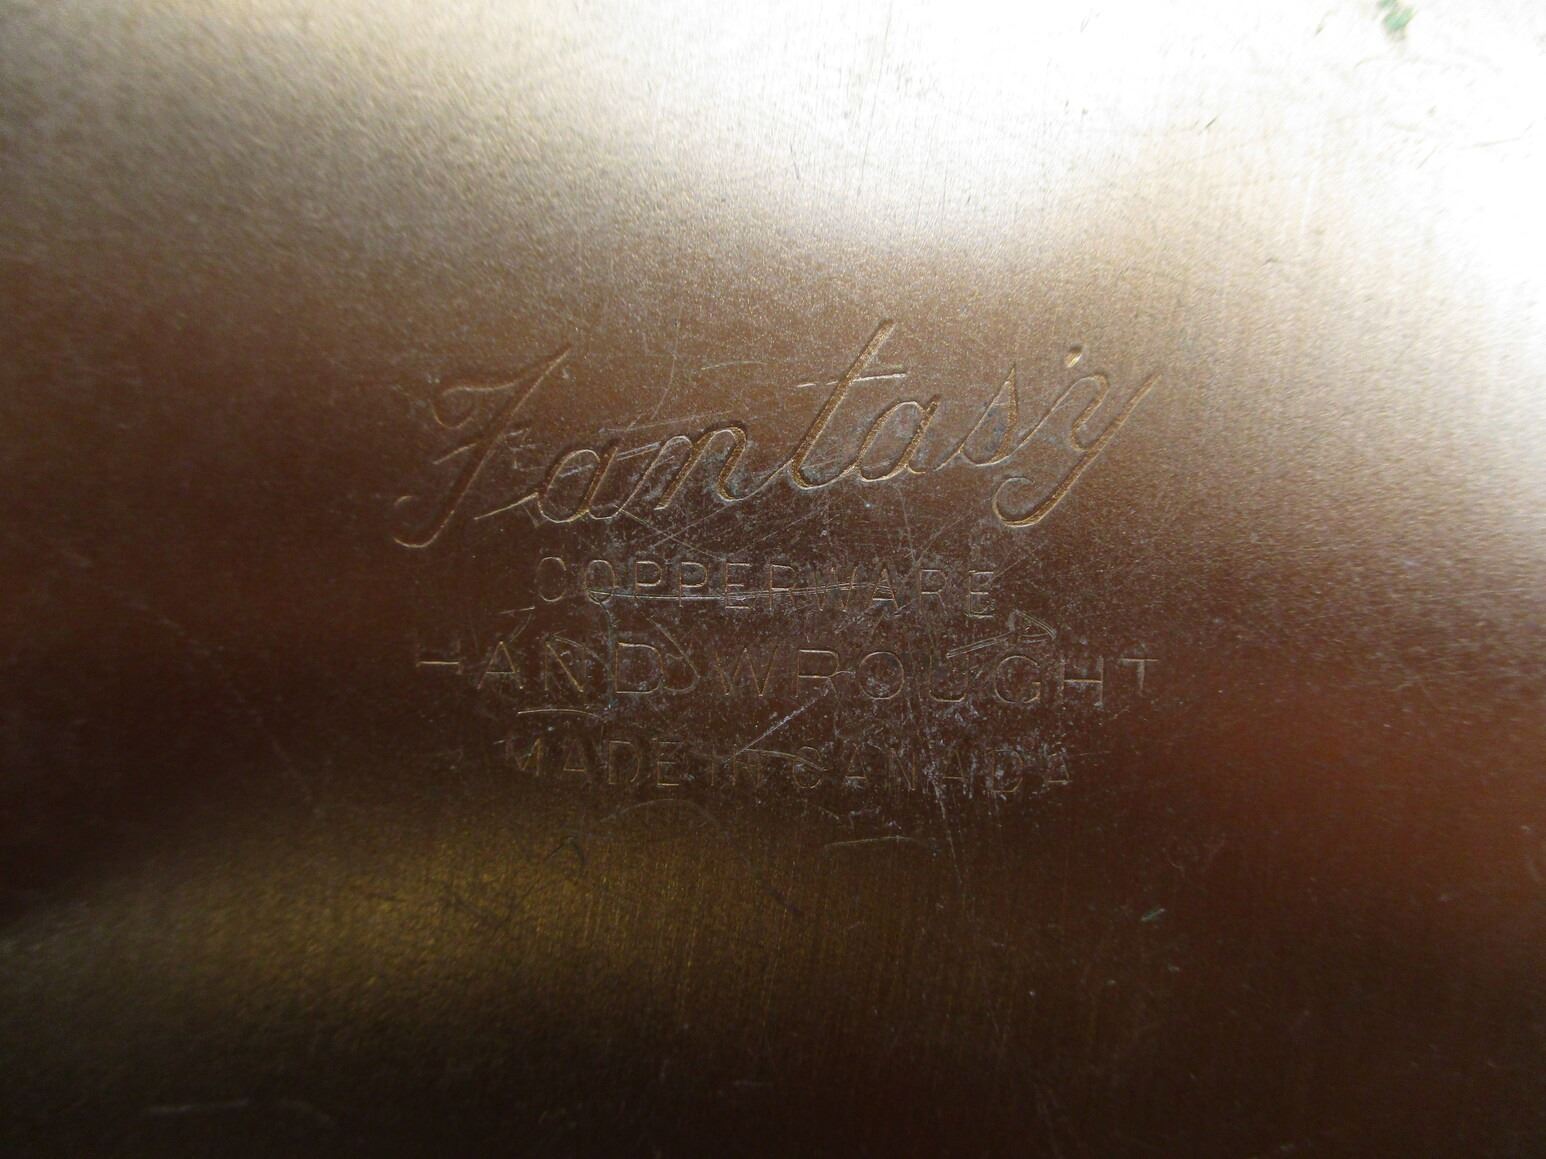 Fantasy
COPPERWARE
HAND WROUGHT
MADE IN CANADA